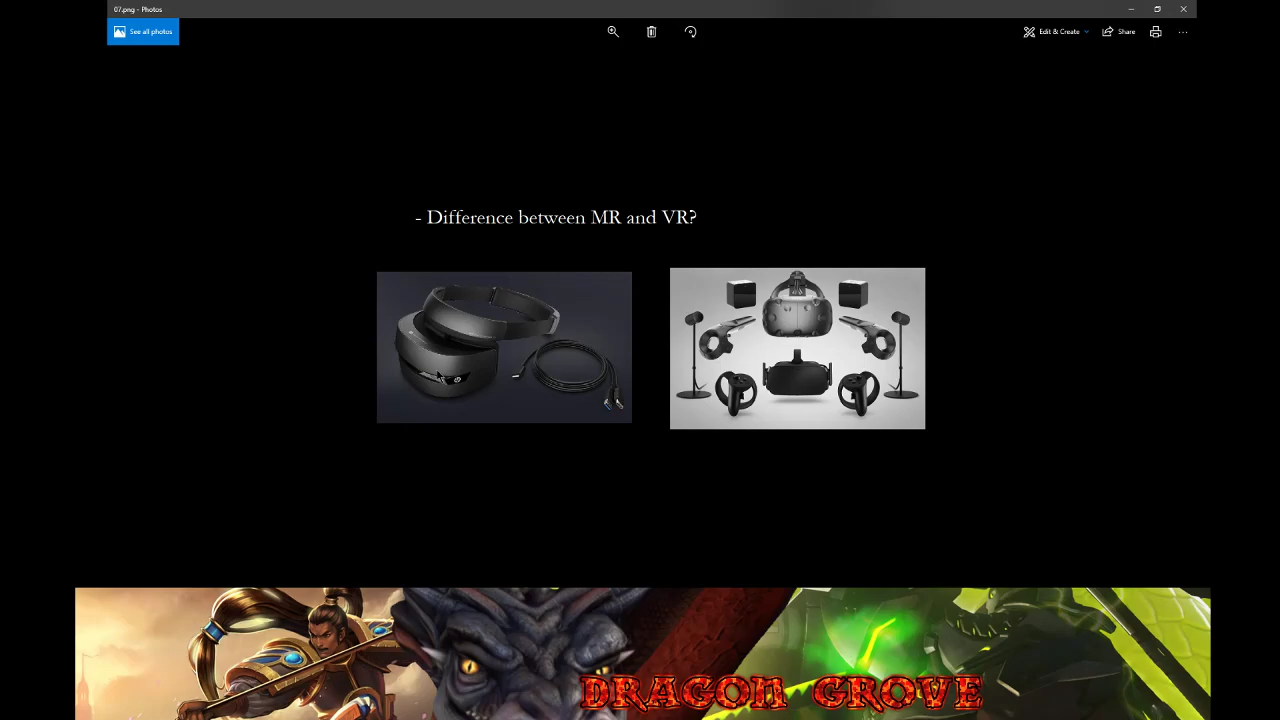 07.png - Photos
See all photos
Edit & Create
Share
- Difference between MR and VR?
DRAGON GROVE